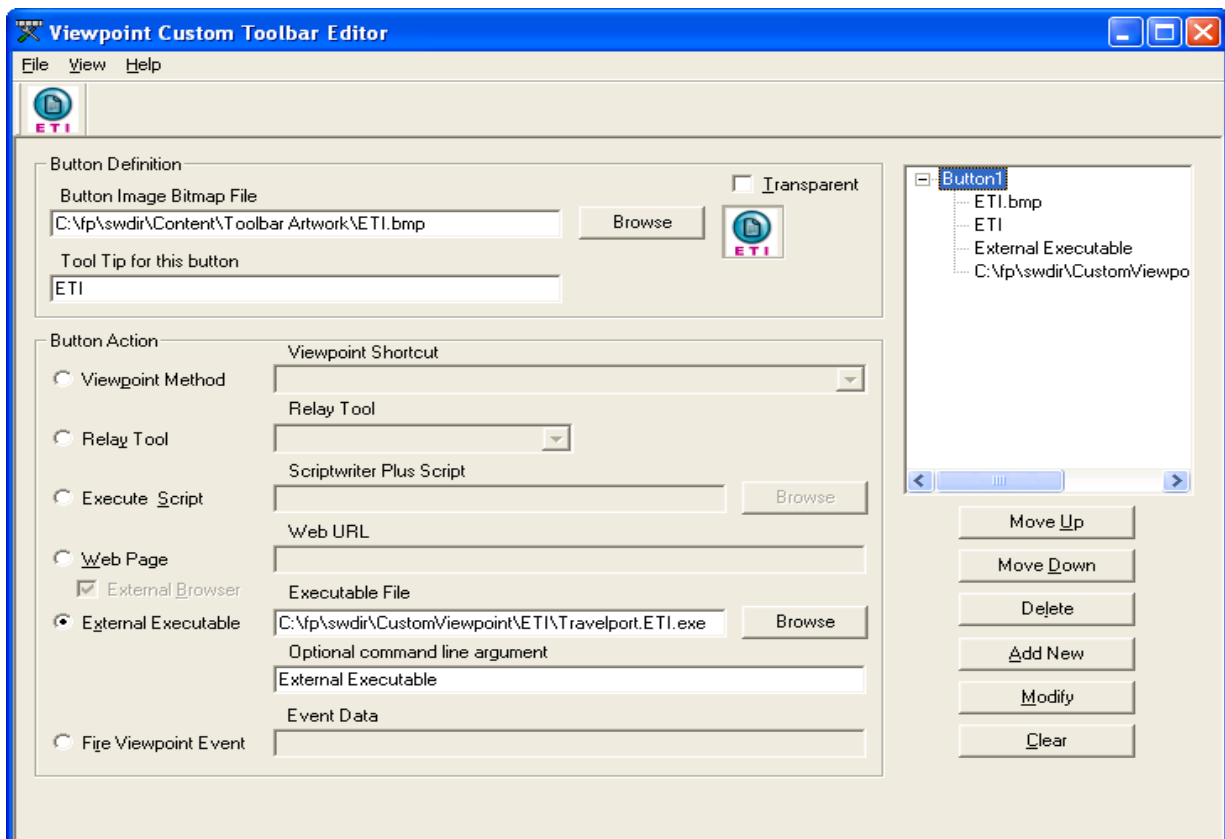 Viewpoint Custom Toolbar Editor
File View Help
ETI
Button Definition
Button Image Bitmap File
Transparent
C:\fp\swdir\Content\Toolbar Artwork\ETI.bmp
Browse
ETI
Tool Tip for this button
ETI
Button Action
Viewpoint Shortcut
Viewpoint Method
Relay Tool
Relay Tool
Scriptwriter Plus Script
Execute Script
Browse
Web URL
Web Page
External Browser
Executable File
External Executable
C:\fp\swdir\CustomViewpoint\ETI\Travelport.ETI.exe
Browse
Optional command line argument
External Executable
Event Data
Fire Viewpoint Event
Button1
ETI.bmp
ETI
External Executable
C:\fp\swdir\CustomViewpo
Move Up
Move Down
Delete
Add New
Modify
Clear